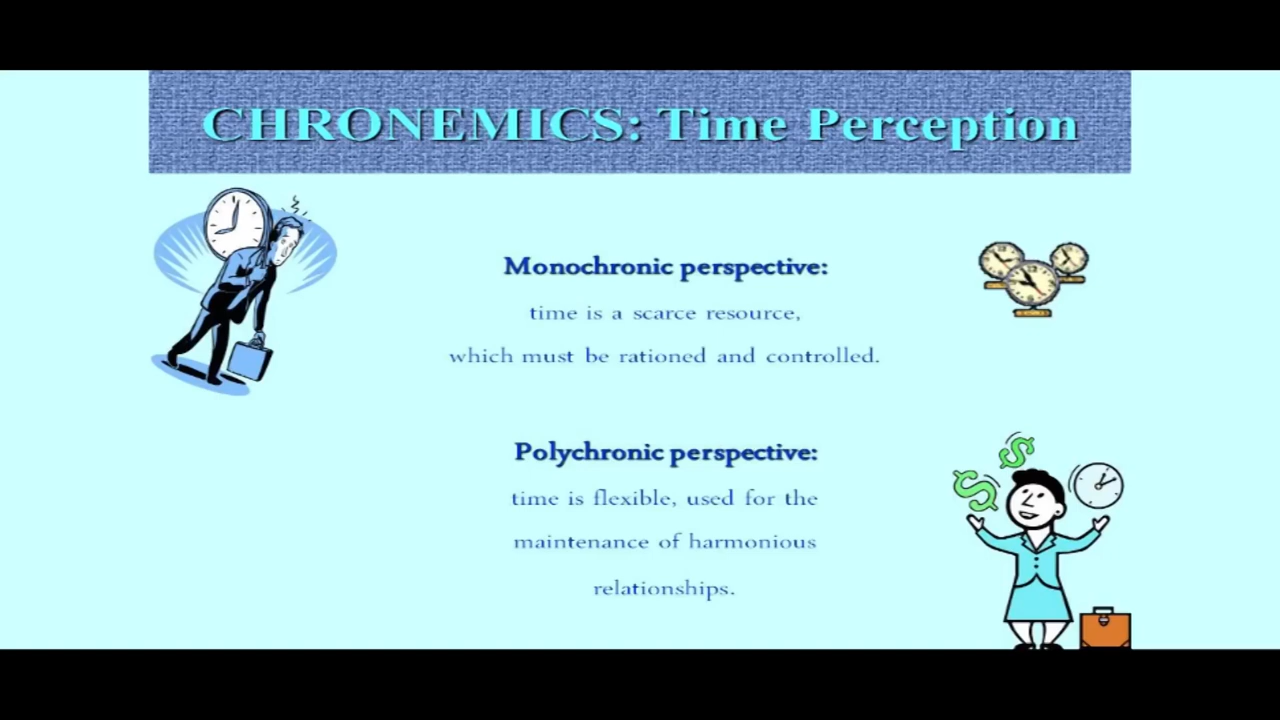 CHRONEMICS: Time Perception
Monochronic perspective:
time is a scarce resource,
which must be rationed and controlled.
Polychronic perspective:
time is flexible, used for the
maintenance of harmonious
relationships.